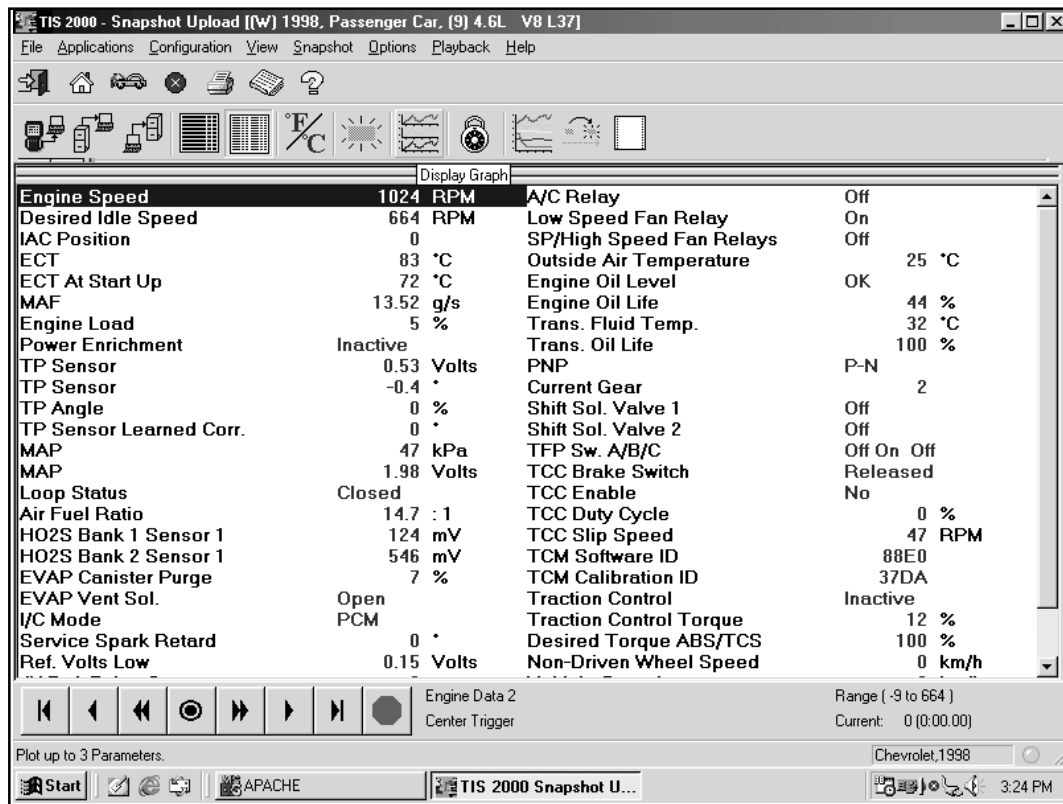 TIS 2000 - Snapshot Upload [(W) 1998, Passenger Car, (9) 4.6L V8 L37]
File Applications Configuration View Snapshot Options Playback Help
°F/C
Display Graph
Engine Speed 1024 RPM A/C Relay Off
Desired Idle Speed 664 RPM Low Speed Fan Relay On
IAC Position 0 SP/High Speed Fan Relays Off
ECT 83 °C Outside Air Temperature 25 °C
ECT At Start Up 72 °C Engine Oil Level OK
MAF 13.52 g/s Engine Oil Life 44 %
Engine Load 5 % Trans. Fluid Temp. 32 °C
Power Enrichment Inactive Trans. Oil Life 100 %
TP Sensor 0.53 Volts PNP P-N
TP Sensor -0.4 ° Current Gear 2
TP Angle 0 % Shift Sol. Valve 1 Off
TP Sensor Learned Corr. 0 ° Shift Sol. Valve 2 Off
MAP 47 kPa TFP Sw. A/B/C Off On Off
MAP 1.98 Volts TCC Brake Switch Released
Loop Status Closed TCC Enable No
Air Fuel Ratio 14.7 : 1 TCC Duty Cycle 0 %
HO2S Bank 1 Sensor 1 124 mV TCC Slip Speed 47 RPM
HO2S Bank 2 Sensor 1 546 mV TCM Software ID 88E0
EVAP Canister Purge 7 % TCM Calibration ID 37DA
EVAP Vent Sol. Open Traction Control Inactive
I/C Mode PCM Traction Control Torque 12 %
Service Spark Retard 0 ° Desired Torque ABS/TCS 100 %
Ref. Volts Low 0.15 Volts Non-Driven Wheel Speed 0 km/h
Engine Data 2 Range ( -9 to 664 )
Center Trigger Current: 0 (0:00.00)
Plot up to 3 Parameters. Chevrolet,1998
Start APACHE TIS 2000 Snapshot U... 3:24 PM